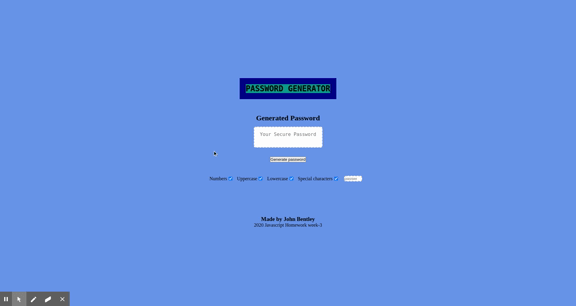 PASSWORD GENERATOR
Generated Password
Your Secure Password
Generate password
Numbers Uppercase Lowercase Special characters
Made by John Bentley
2020 Javascript Homework week-3